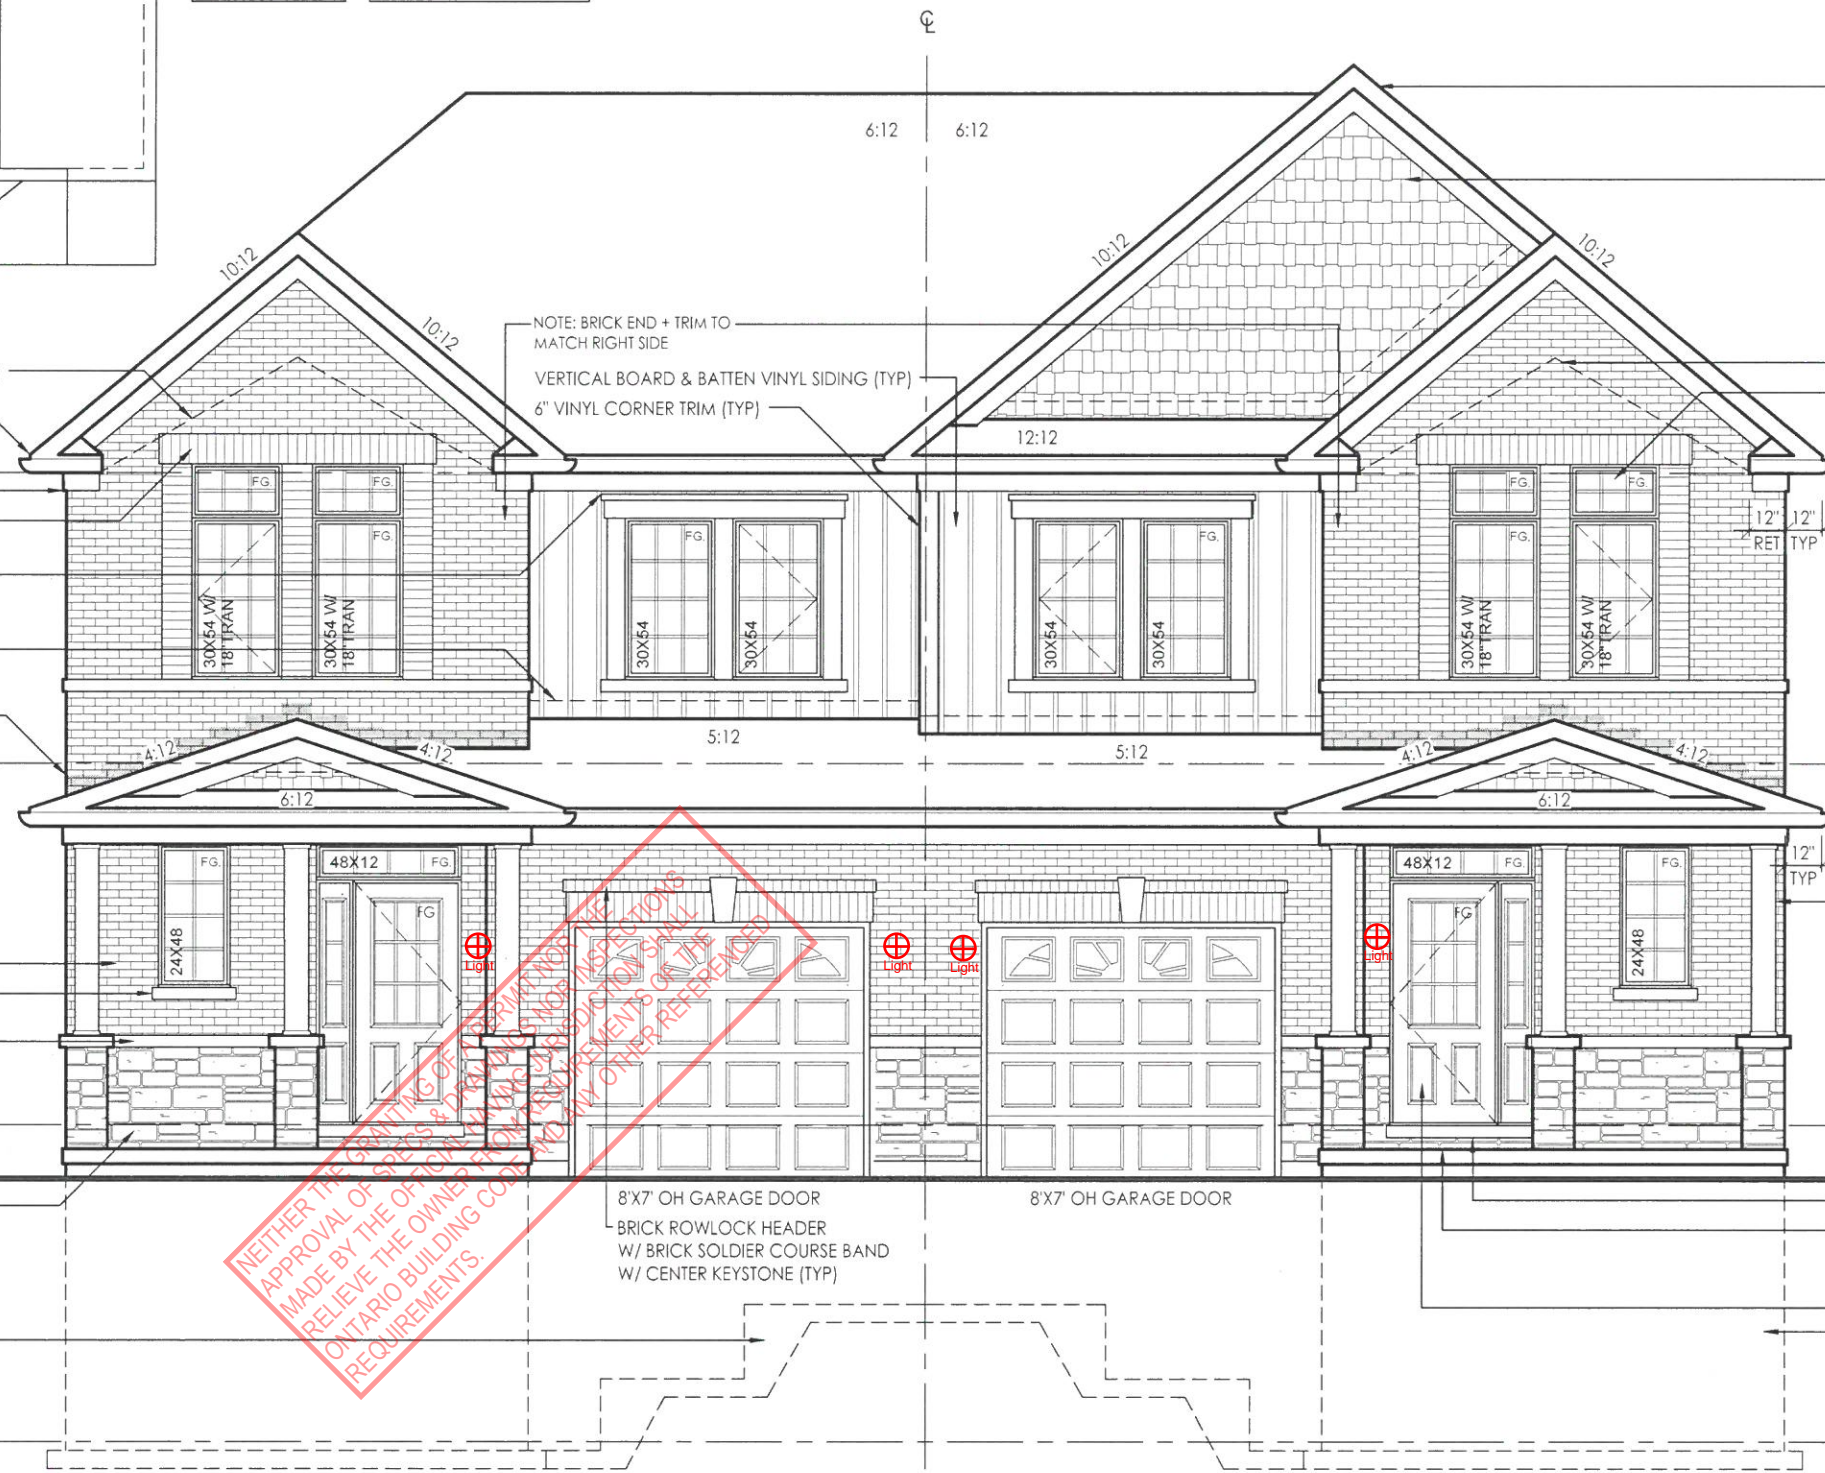 ℄
6:12
6:12
10:12
10:12
10:12
10:12
NOTE: BRICK END + TRIM TO
MATCH RIGHT SIDE
VERTICAL BOARD & BATTEN VINYL SIDING (TYP)
6" VINYL CORNER TRIM (TYP)
12:12
FG.
FG.
FG.
FG.
FG.
FG.
FG.
FG.
12"
12"
RET
TYP
30X54 W/
18"TRAN
30X54 W/
18"TRAN
30X54
30X54
30X54
30X54
30X54 W/
18"TRAN
30X54 W/
18"TRAN
5:12
5:12
4:12
4:12
4:12
4:12
6:12
6:12
FG.
48X12
FG.
48X12
FG.
FG.
12"
TYP
FG
FG
24X48
24X48
Light
Light
Light
Light
NEITHER THE GRANTING OF A PERMIT NOR THE
APPROVAL OF SPECS & DRAWINGS NOR INSPECTIONS
MADE BY THE OFFICIAL HAVING JURISDICTION SHALL
RELIEVE THE OWNER FROM REQUIREMENTS OF THE
ONTARIO BUILDING CODE AND ANY OTHER REFERENCED
REQUIREMENTS.
8'X7' OH GARAGE DOOR
8'X7' OH GARAGE DOOR
BRICK ROWLOCK HEADER
W/ BRICK SOLDIER COURSE BAND
W/ CENTER KEYSTONE (TYP)